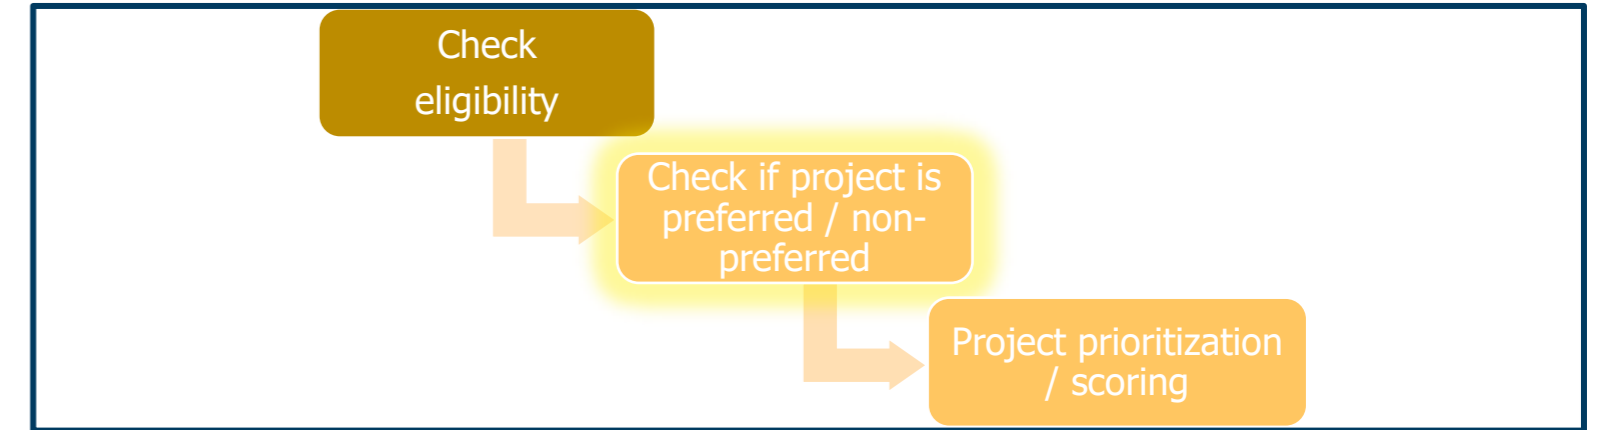 Check
eligibility
Check if project is
preferred / non-
preferred
Project prioritization
/ scoring